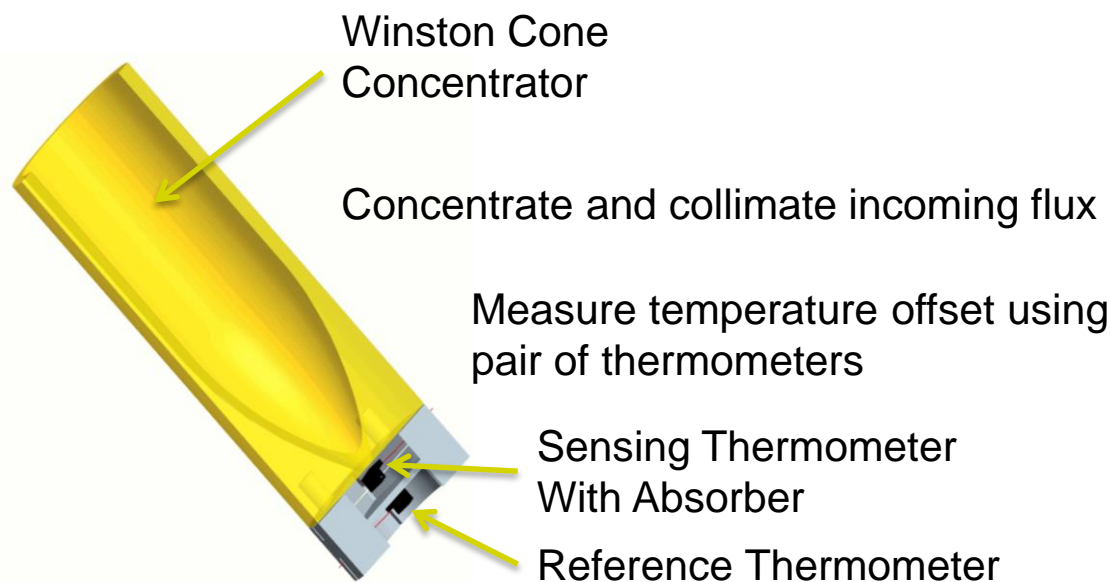 Winston Cone
Concentrator
Concentrate and collimate incoming flux
Measure temperature offset using
pair of thermometers
Sensing Thermometer
With Absorber
Reference Thermometer